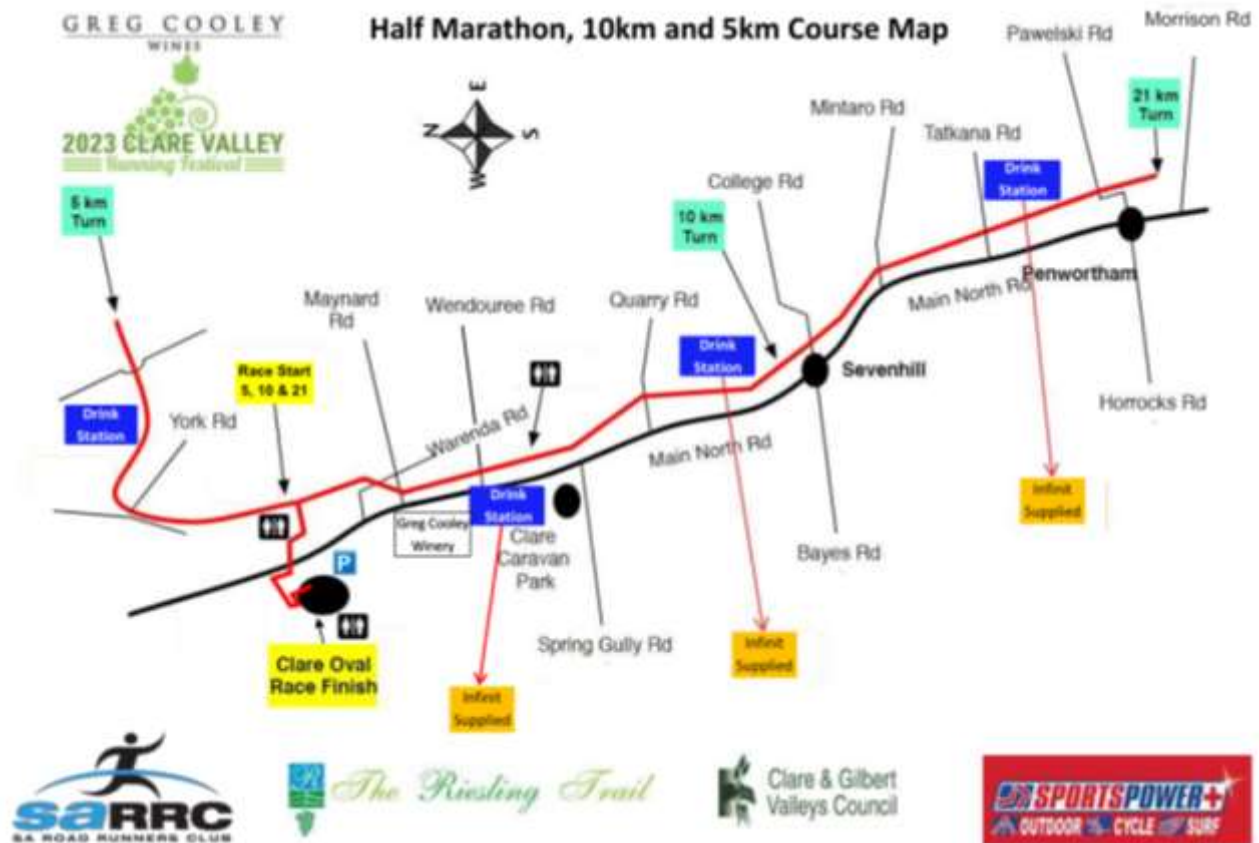 GREG COOLEY
WINES
2023 CLARE VALLEY
Running Festival
Half Marathon, 10km and 5km Course Map
Morrison Rd
Pawelski Rd
E
N
S
W
Mintaro Rd
21 km
Turn
Tatkana Rd
Drink
Station
College Rd
5 km
Turn
10 km
Turn
Penwortham
Main North Rd
Maynard
Rd
Wendouree Rd
Quarry Rd
Drink
Station
Sevenhill
Race Start
5, 10 & 21
Horrocks Rd
Drink
Station
York Rd
Warenda Rd
Main North Rd
Drink
Station
Infinit
Supplied
Greg Cooley
Winery
Clare
Caravan
Park
Bayes Rd
P
Spring Gully Rd
Infinit
Supplied
Clare Oval
Race Finish
Infinit
Supplied
saRRC
SA ROAD RUNNERS CLUB
R
The Riesling Trail
Clare & Gilbert
Valleys Council
SPORTSPOWER+
OUTDOOR CYCLE SURF